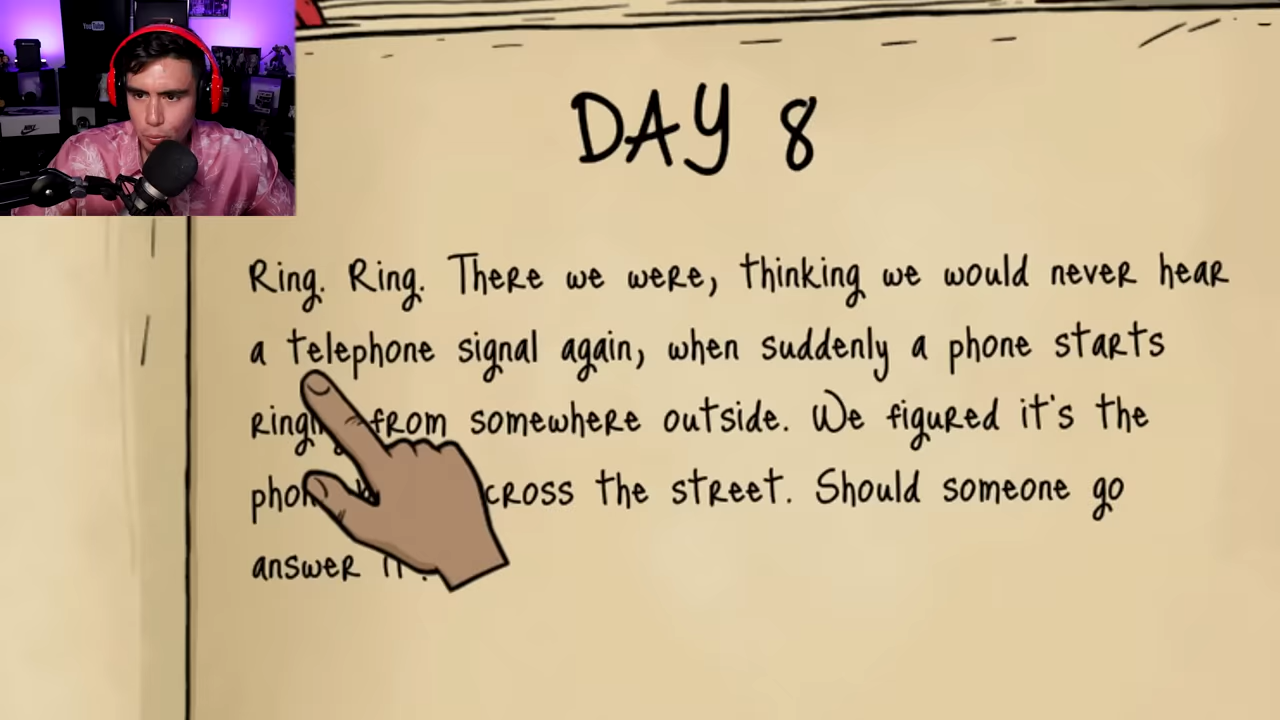 DAY 8
Ring. Ring. There we were, thinking we would never hear
a telephone signal again, when suddenly a phone starts
from somewhere outside. We figured it's the
the street. Should someone go
answer